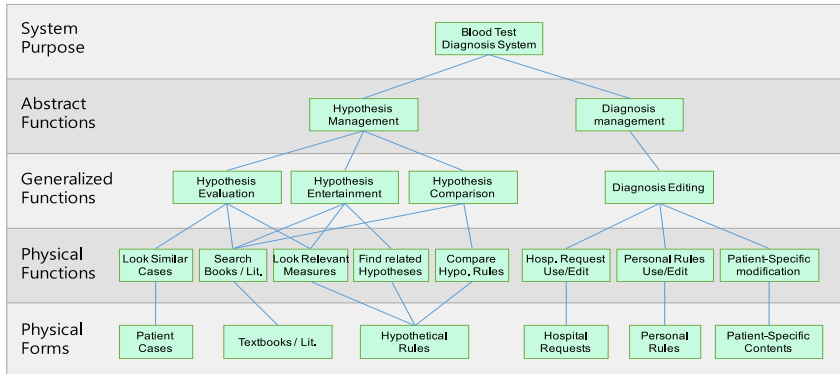 System
Purpose
Blood Test
Diagnosis System
Abstract
Functions
Hypothesis
Management
Diagnosis
management
Generalized
Functions
Hypothesis
Evaluation
Hypothesis
Entertainment
Hypothesis
Comparison
Diagnosis Editing
Physical
Functions
Look Similar
Cases
Search
Books / Lit.
Look Relevant
Measures
Find related
Hypotheses
Compare
Hypo. Rules
Hosp. Request
Use/Edit
Personal Rules
Use/Edit
Patient-Specific
modification
Physical
Forms
Patient
Cases
Textbooks / Lit.
Hypothetical
Rules
Hospital
Requests
Personal
Rules
Patient-Specific
Contents